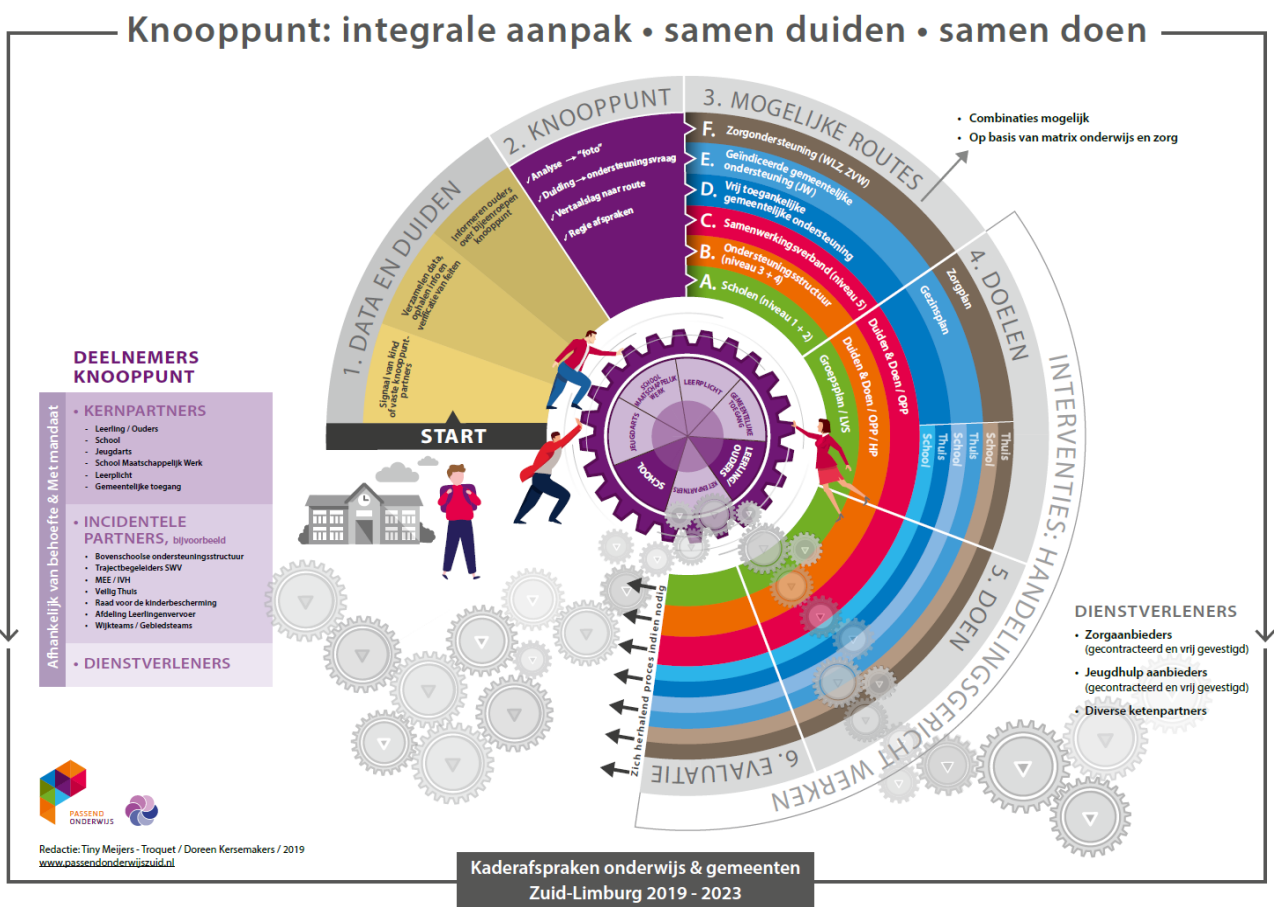 Knooppunt: integrale aanpak • samen duiden • samen doen
1. DATA EN DUIDEN
Signaal van kind
of vaste knooppunt-
partners
Verzamelen data,
ophalen info en
verificatie van feiten
Informeren ouders
over bijeenroepen
knooppunt
START
2. KNOOPPUNT
✓ Analyse → "foto"
✓ Duiding → ondersteuningsvraag
✓ Vertaalslag naar route
✓ Regie afspraken
3. MOGELIJKE ROUTES
F. Zorgondersteuning (WLZ, ZVW)
E. Geïndiceerde gemeentelijke
ondersteuning (JW)
D. Vrij toegankelijke
gemeentelijke ondersteuning
C. Samenwerkingsverband (niveau 5)
B. Ondersteuningsstructuur
(niveau 3 + 4)
A. Scholen (niveau 1 + 2)
• Combinaties mogelijk
• Op basis van matrix onderwijs en zorg
4. DOELEN
Zorgplan
Gezinsplan
Duiden & Doen / OPP
Duiden & Doen / OPP / HP
Groepsplan / LVS
School
Thuis
School
Thuis
School
Thuis
INTERVENTIES: HANDELINGSGERICHT WERKEN
5. DOEN
6. EVALUATIE
Zich herhalend proces indien nodig
SCHOOL
MAATSCHAPPELIJK
WERK
LEERPLICHT
GEMEENTELIJKE
TOEGANG
LEERLING/
OUDERS
KETENPARTNERS
SCHOOL
JEUGDARTS
DEELNEMERS
KNOOPPUNT
Afhankelijk van behoefte & Met mandaat
• KERNPARTNERS
- Leerling / Ouders
- School
- Jeugdarts
- School Maatschappelijk Werk
- Leerplicht
- Gemeentelijke toegang
• INCIDENTELE
PARTNERS, bijvoorbeeld
• Bovenschoolse ondersteuningsstructuur
• Trajectbegeleiders SWV
• MEE / IVH
• Veilig Thuis
• Raad voor de kinderbescherming
• Afdeling Leerlingenvervoer
• Wijkteams / Gebiedsteams
• DIENSTVERLENERS
DIENSTVERLENERS
• Zorgaanbieders
(gecontracteerd en vrij gevestigd)
• Jeugdhulp aanbieders
(gecontracteerd en vrij gevestigd)
• Diverse ketenpartners
PASSEND
ONDERWIJS
Redactie: Tiny Meijers - Troquet / Doreen Kersemakers / 2019
www.passendonderwijszuid.nl
Kaderafspraken onderwijs & gemeenten
Zuid-Limburg 2019 - 2023